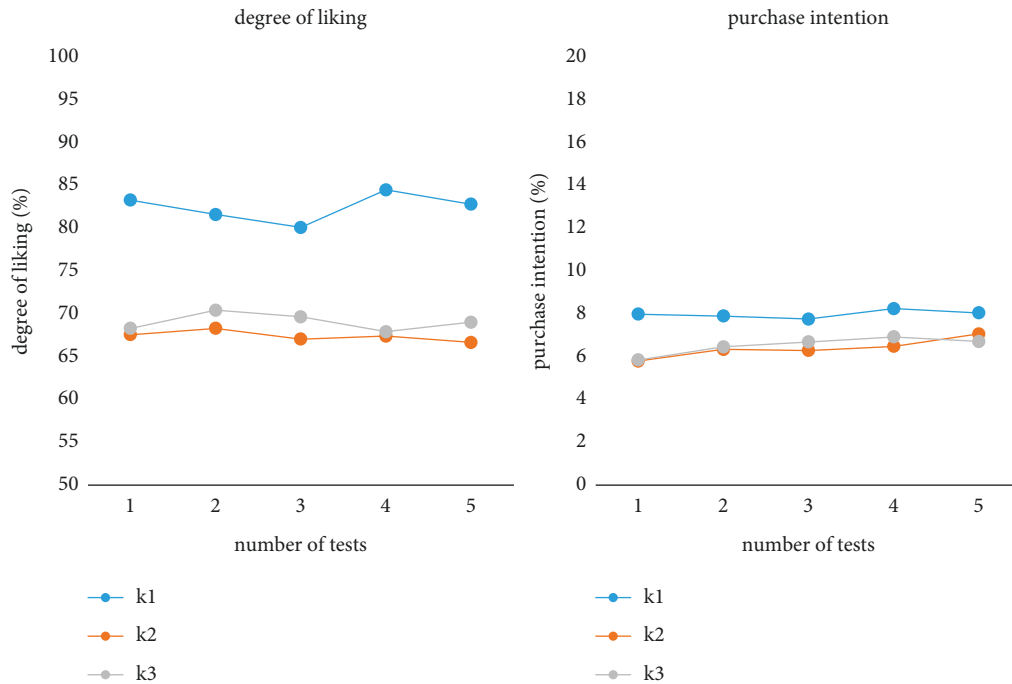 degree of liking
100
95
90
85
80
75
70
65
60
55
50
degree of liking (%)
1 2 3 4 5
number of tests
k1
k2
k3
purchase intention
20
18
16
14
12
10
8
6
4
2
0
purchase intention (%)
1 2 3 4 5
number of tests
k1
k2
k3